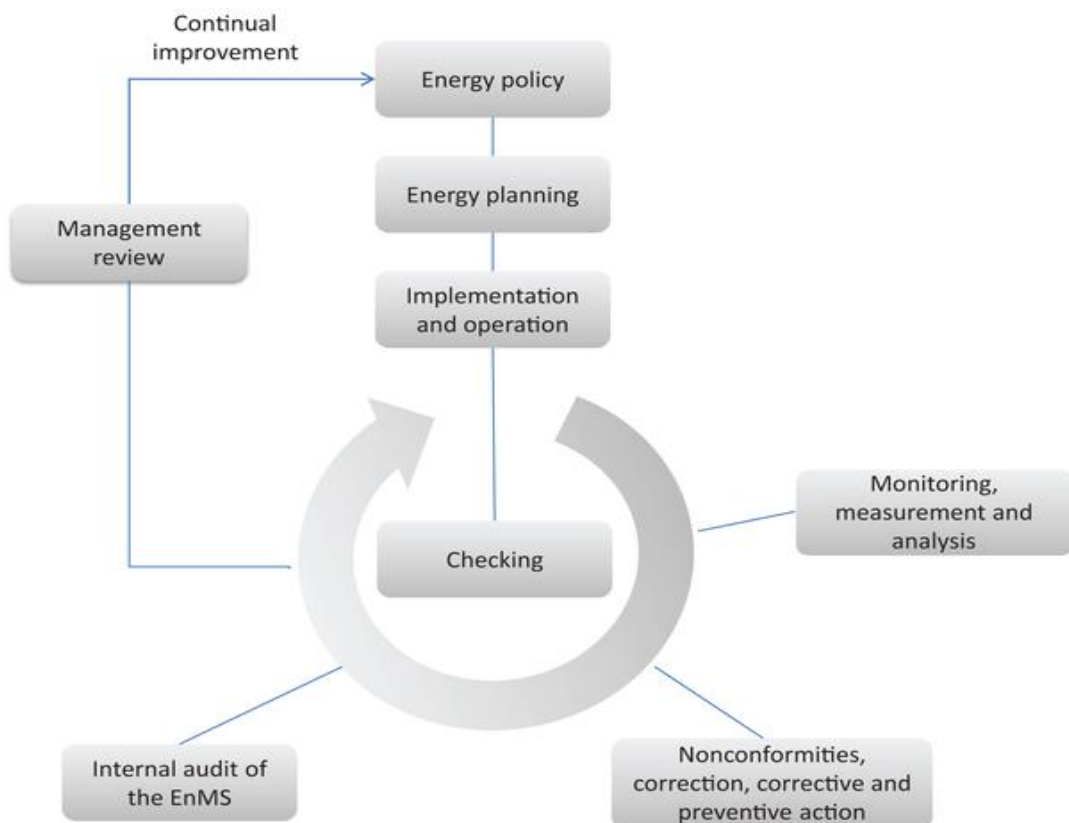 Continual
improvement
Energy policy
Energy planning
Management
review
Implementation
and operation
Monitoring,
measurement and
analysis
Checking
Internal audit of
the EnMS
Nonconformities,
correction, corrective and
preventive action